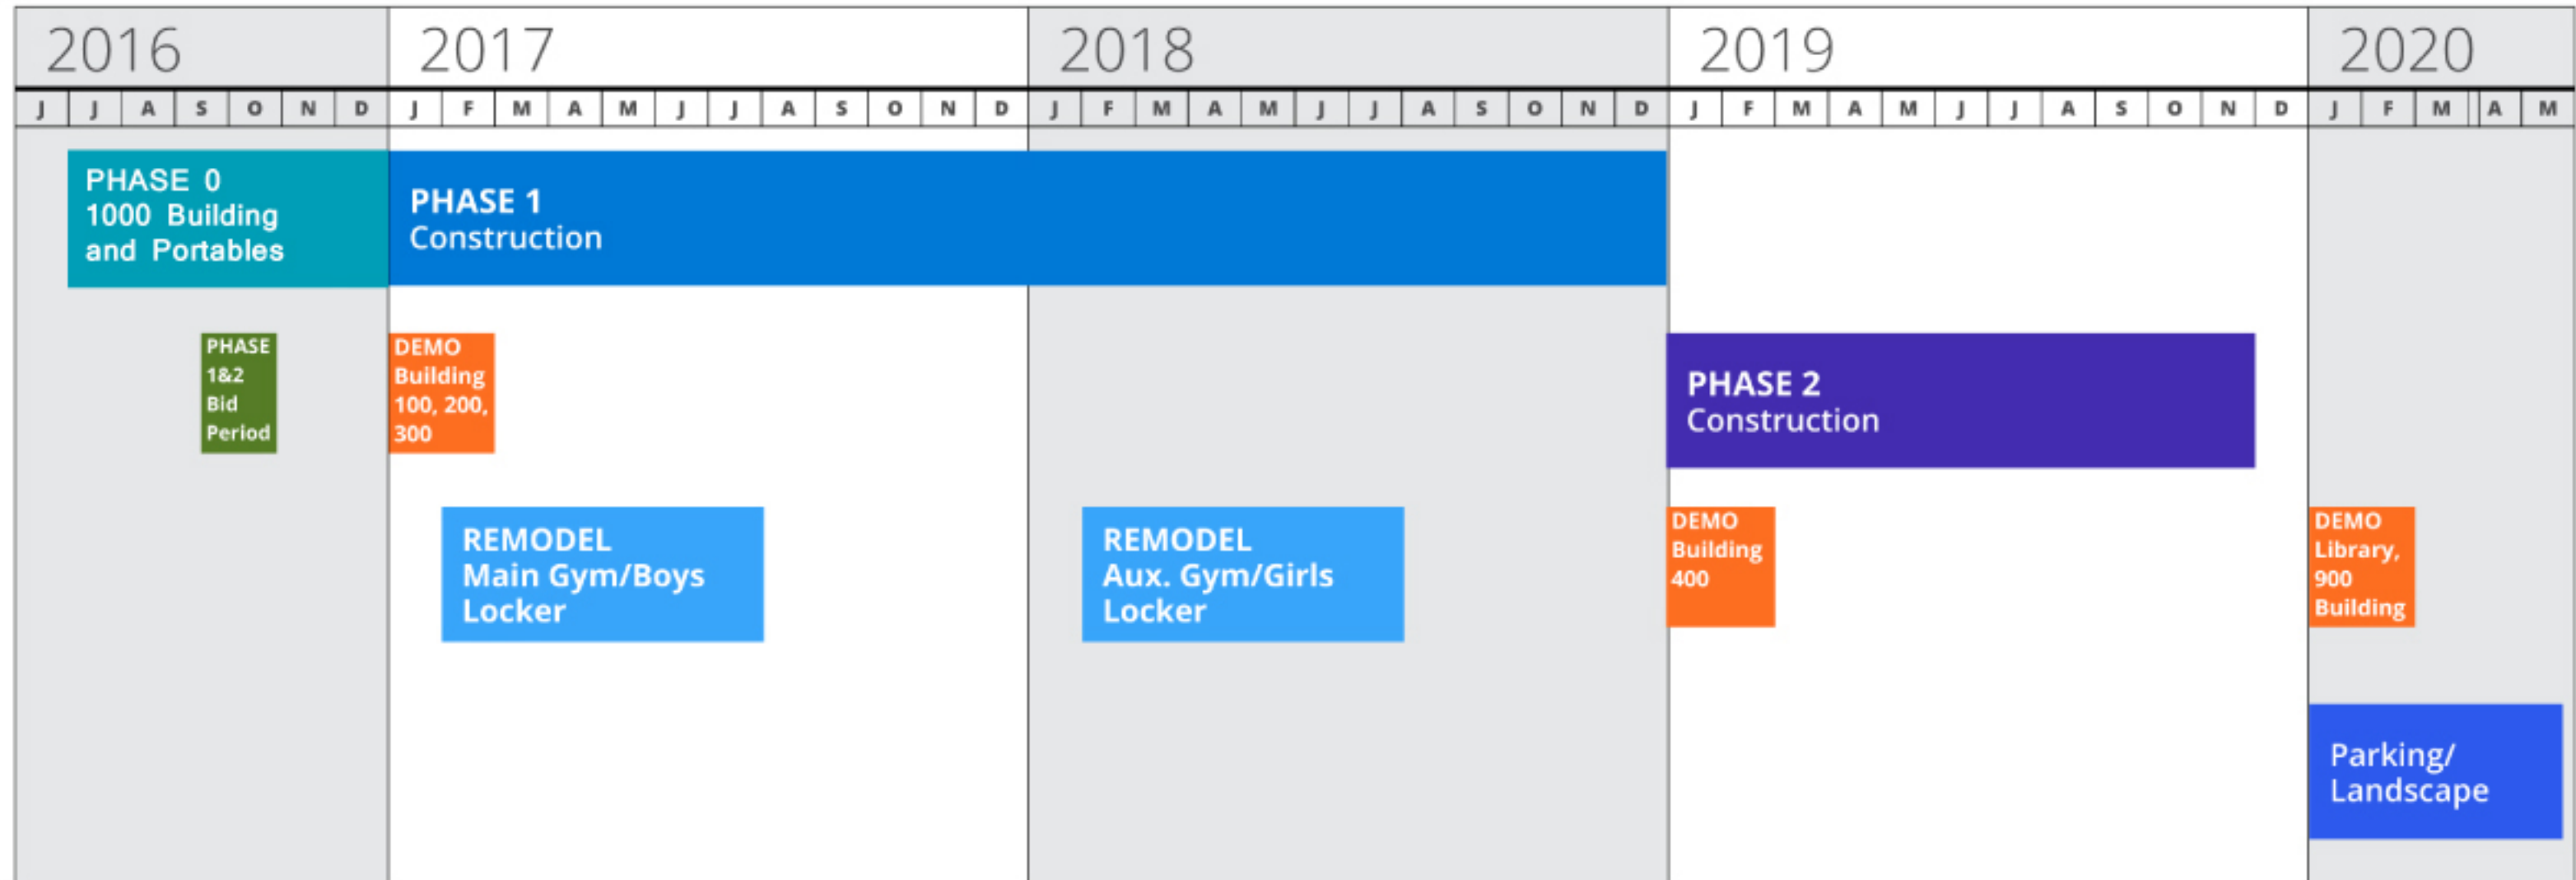 2016 2017 2018 2019 2020
J J A S O N D J F M A M J J A S O N D J F M A M J J A S O N D J F M A M J J A S O N D J F M A M
PHASE 0
1000 Building
and Portables
PHASE 1
Construction
PHASE
1&2
Bid
Period
DEMO
Building
100, 200,
300
PHASE 2
Construction
REMODEL
Main Gym/Boys
Locker
REMODEL
Aux. Gym/Girls
Locker
DEMO
Building
400
DEMO
Library,
900
Building
Parking/
Landscape